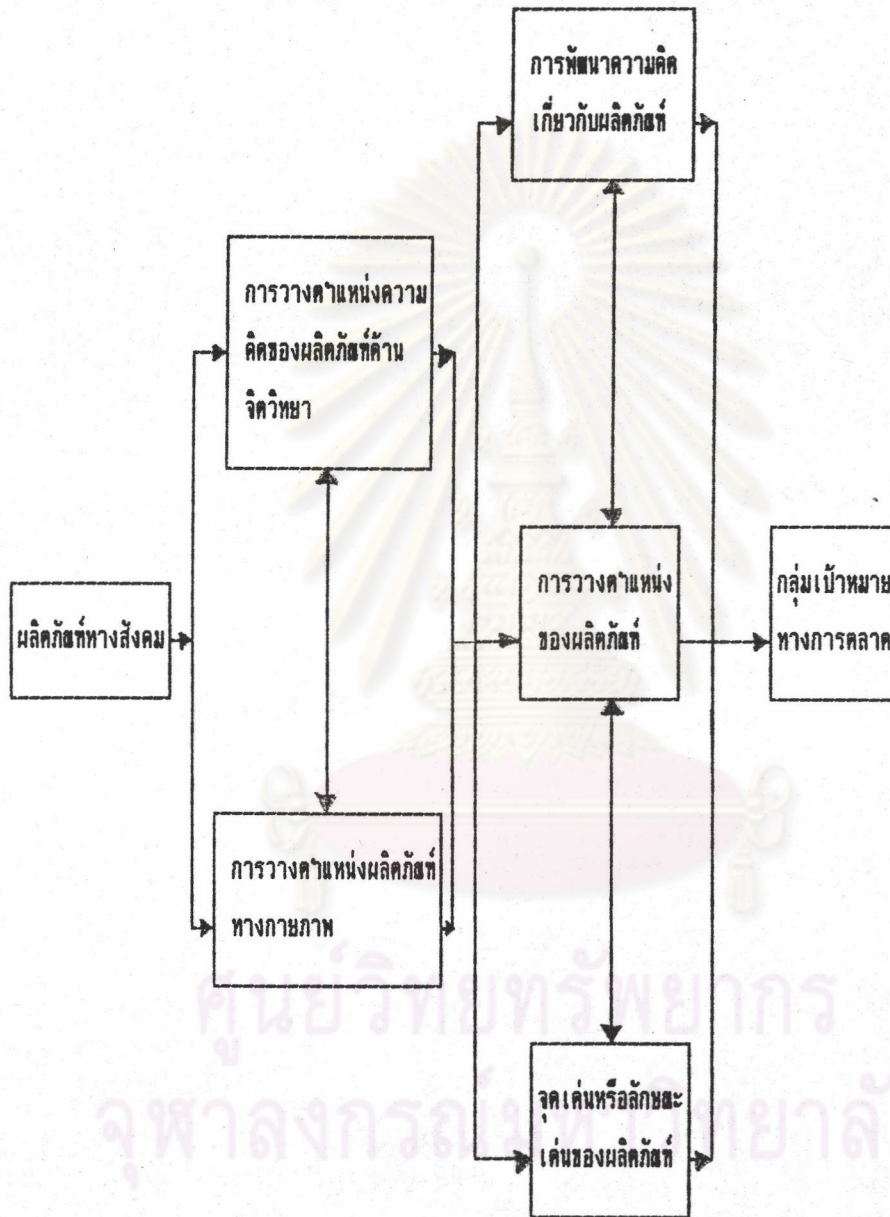 การพัฒนาความคิด
เกี่ยวกับผลิตภัณฑ์
การวางตำแหน่งความ
คิดของผลิตภัณฑ์ด้าน
จิตวิทยา
ผลิตภัณฑ์ทางสังคม
การวางตำแหน่ง
ของผลิตภัณฑ์
กลุ่มเป้าหมาย
ทางการตลาด
การวางตำแหน่งผลิตภัณฑ์
ทางกายภาพ
จุดเด่นหรือลักษณะ
เด่นของผลิตภัณฑ์
ศูนย์วิทยทรัพยากร
จุฬาลงกรณ์มหาวิทยาลั